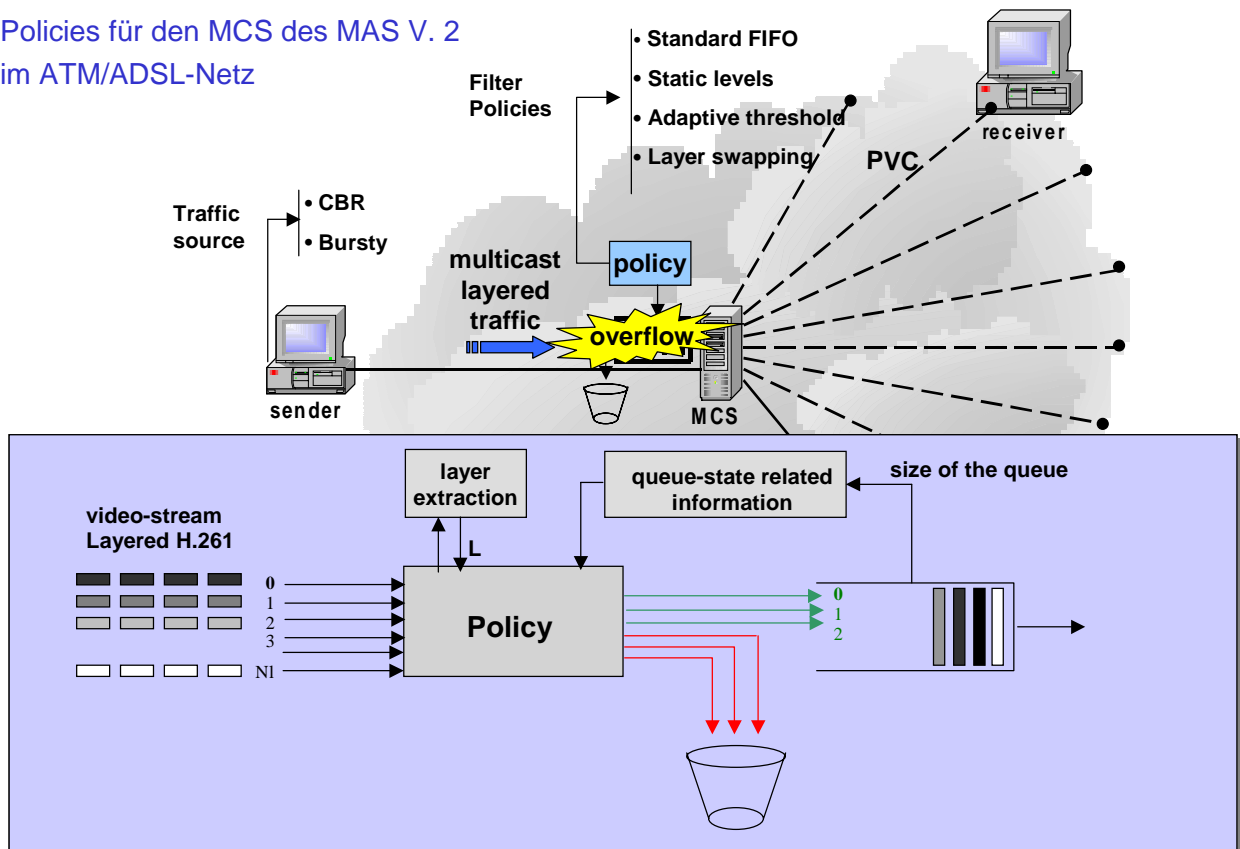 Policies für den MCS des MAS V. 2
im ATM/ADSL-Netz
Filter
Policies
• Standard FIFO
• Static levels
• Adaptive threshold
• Layer swapping
receiver
PVC
Traffic
source
• CBR
• Bursty
multicast
layered
traffic
policy
overflow
sender
MCS
layer
extraction
queue-state related
information
size of the queue
video-stream
Layered H.261
L
0
1
2
3
Nl
Policy
0
1
2